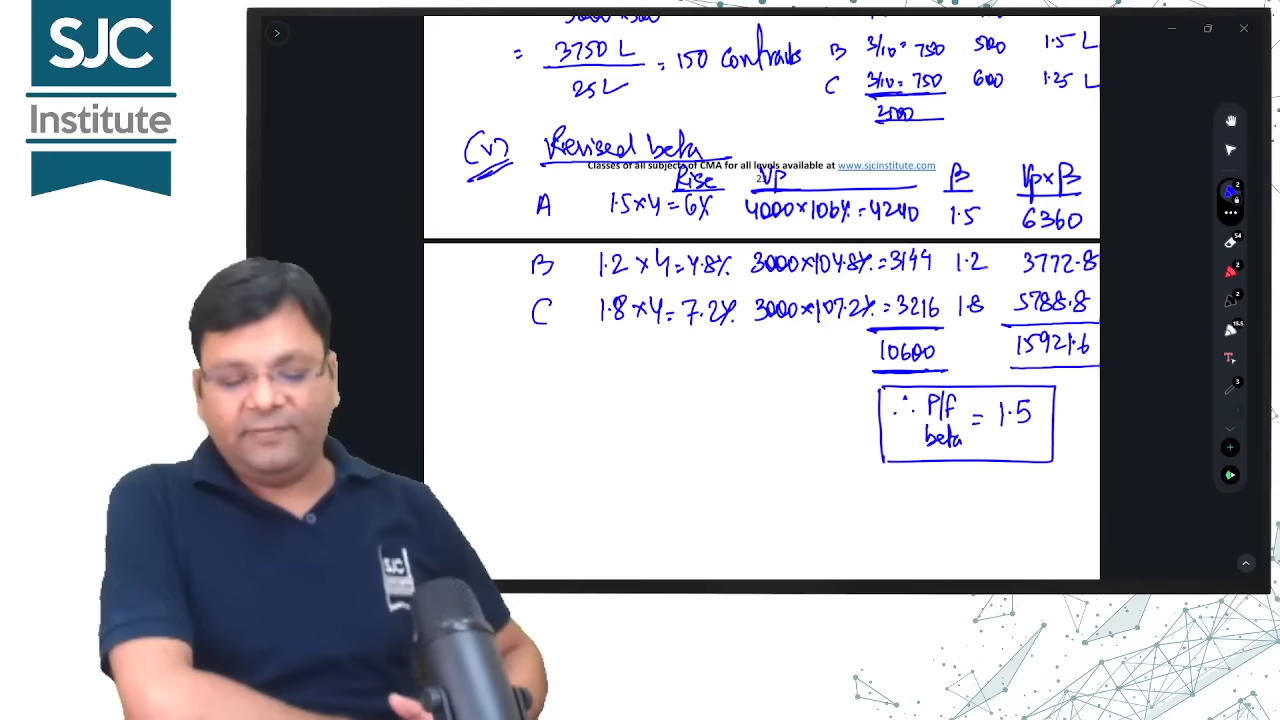 SJC
Institute
= 3750 L / 25 L = 150 contracts
B 3/10 = 750 500 1.5 L
C 3/10 = 750 600 1.25 L
2500
(v) Revised beta
Classes of all subjects of CMA for all levels available at www.sjcinstitute.com
Rise Vp β Vp×β
A 1.5×4 = 6% 4000×106% = 4240 1.5 6360
B 1.2×4 = 4.8% 3000×104.8% = 3144 1.2 3772.8
C 1.8×4 = 7.2% 3000×107.2% = 3216 1.8 5788.8
10600 15921.6
∴ P/f beta = 1.5
SJC